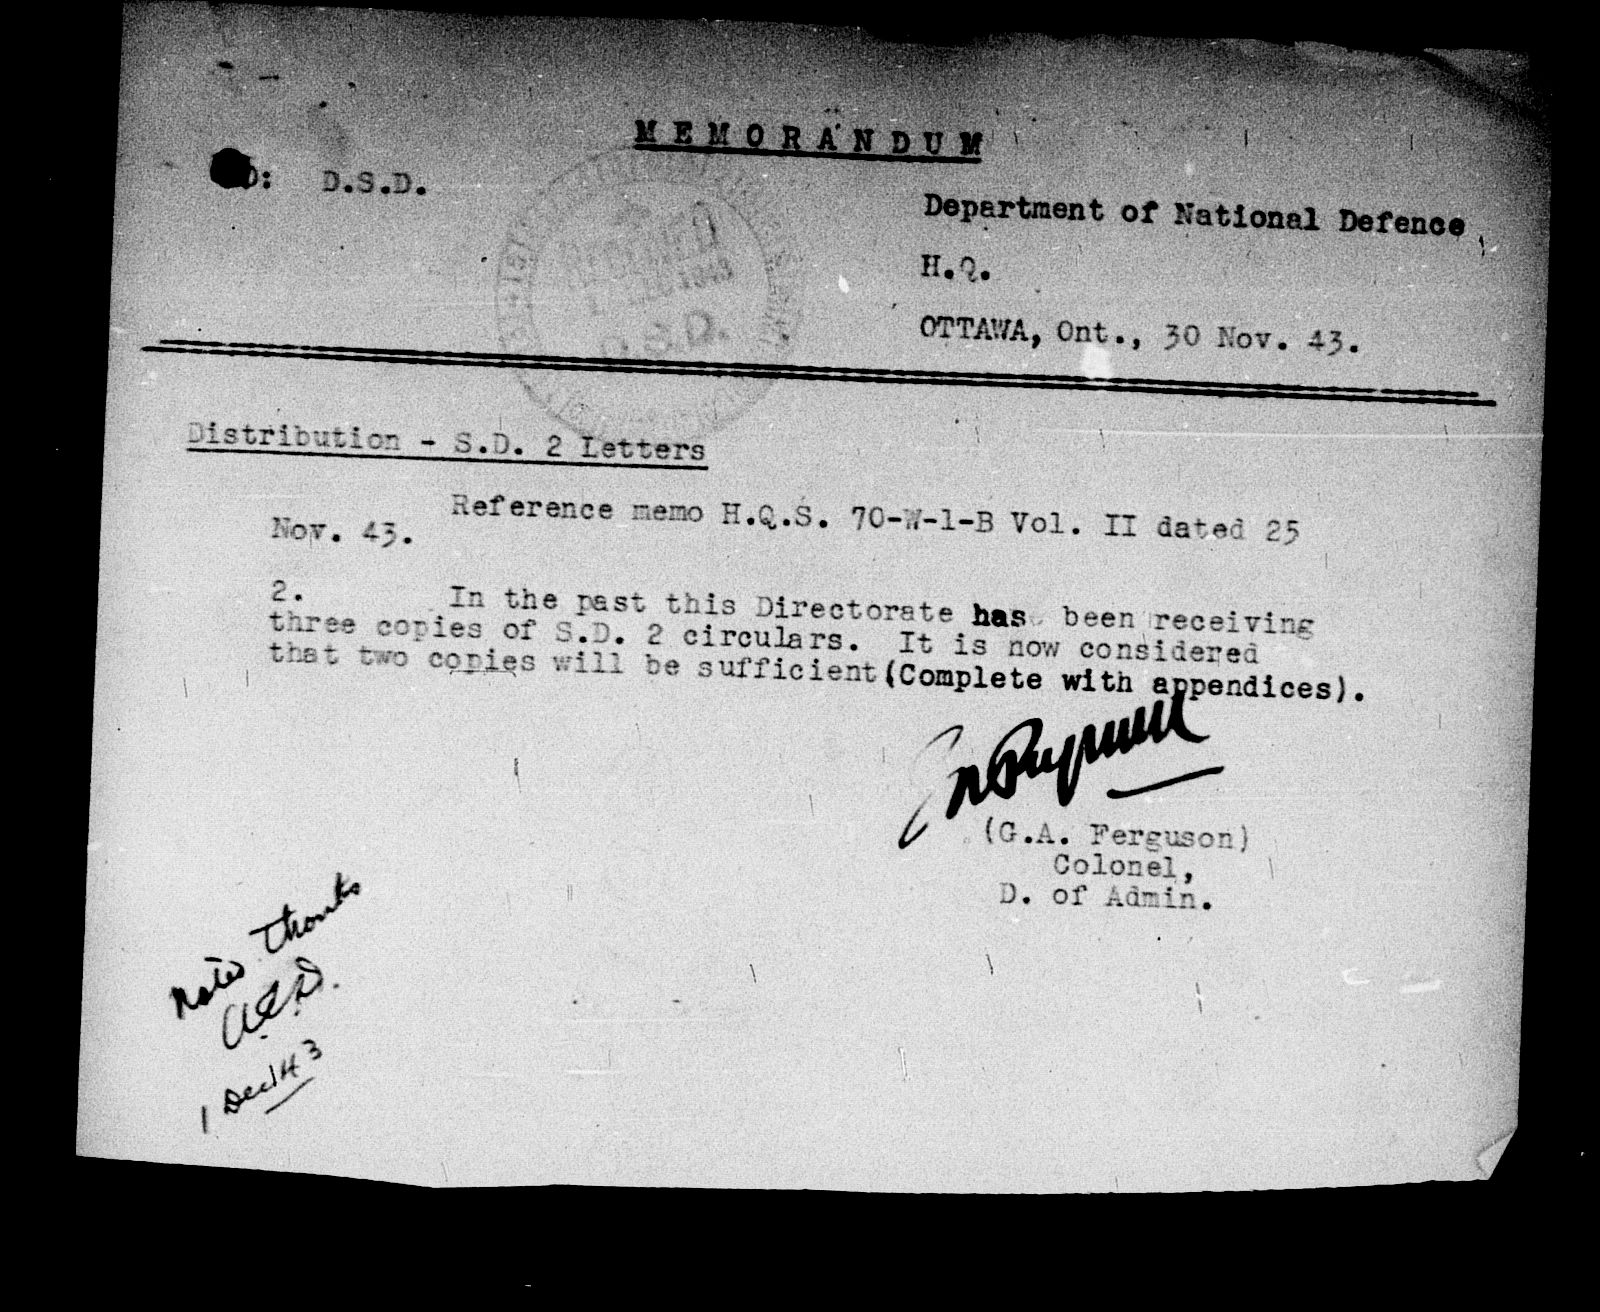 MEMORANDUM
TO: D.S.D.
Department of National Defence
H.Q.
OTTAWA, Ont., 30 Nov. 43.
1943
D.S.D.
Distribution - S.D. 2 Letters
Reference memo H.Q.S. 70-W-1-B Vol. II dated 25
Nov. 43.
2. In the past this Directorate has been receiving
three copies of S.D. 2 circulars. It is now considered
that two copies will be sufficient (Complete with appendices).
(G.A. Ferguson)
Colonel,
D. of Admin.
Noted Thanks
1 Dec/43